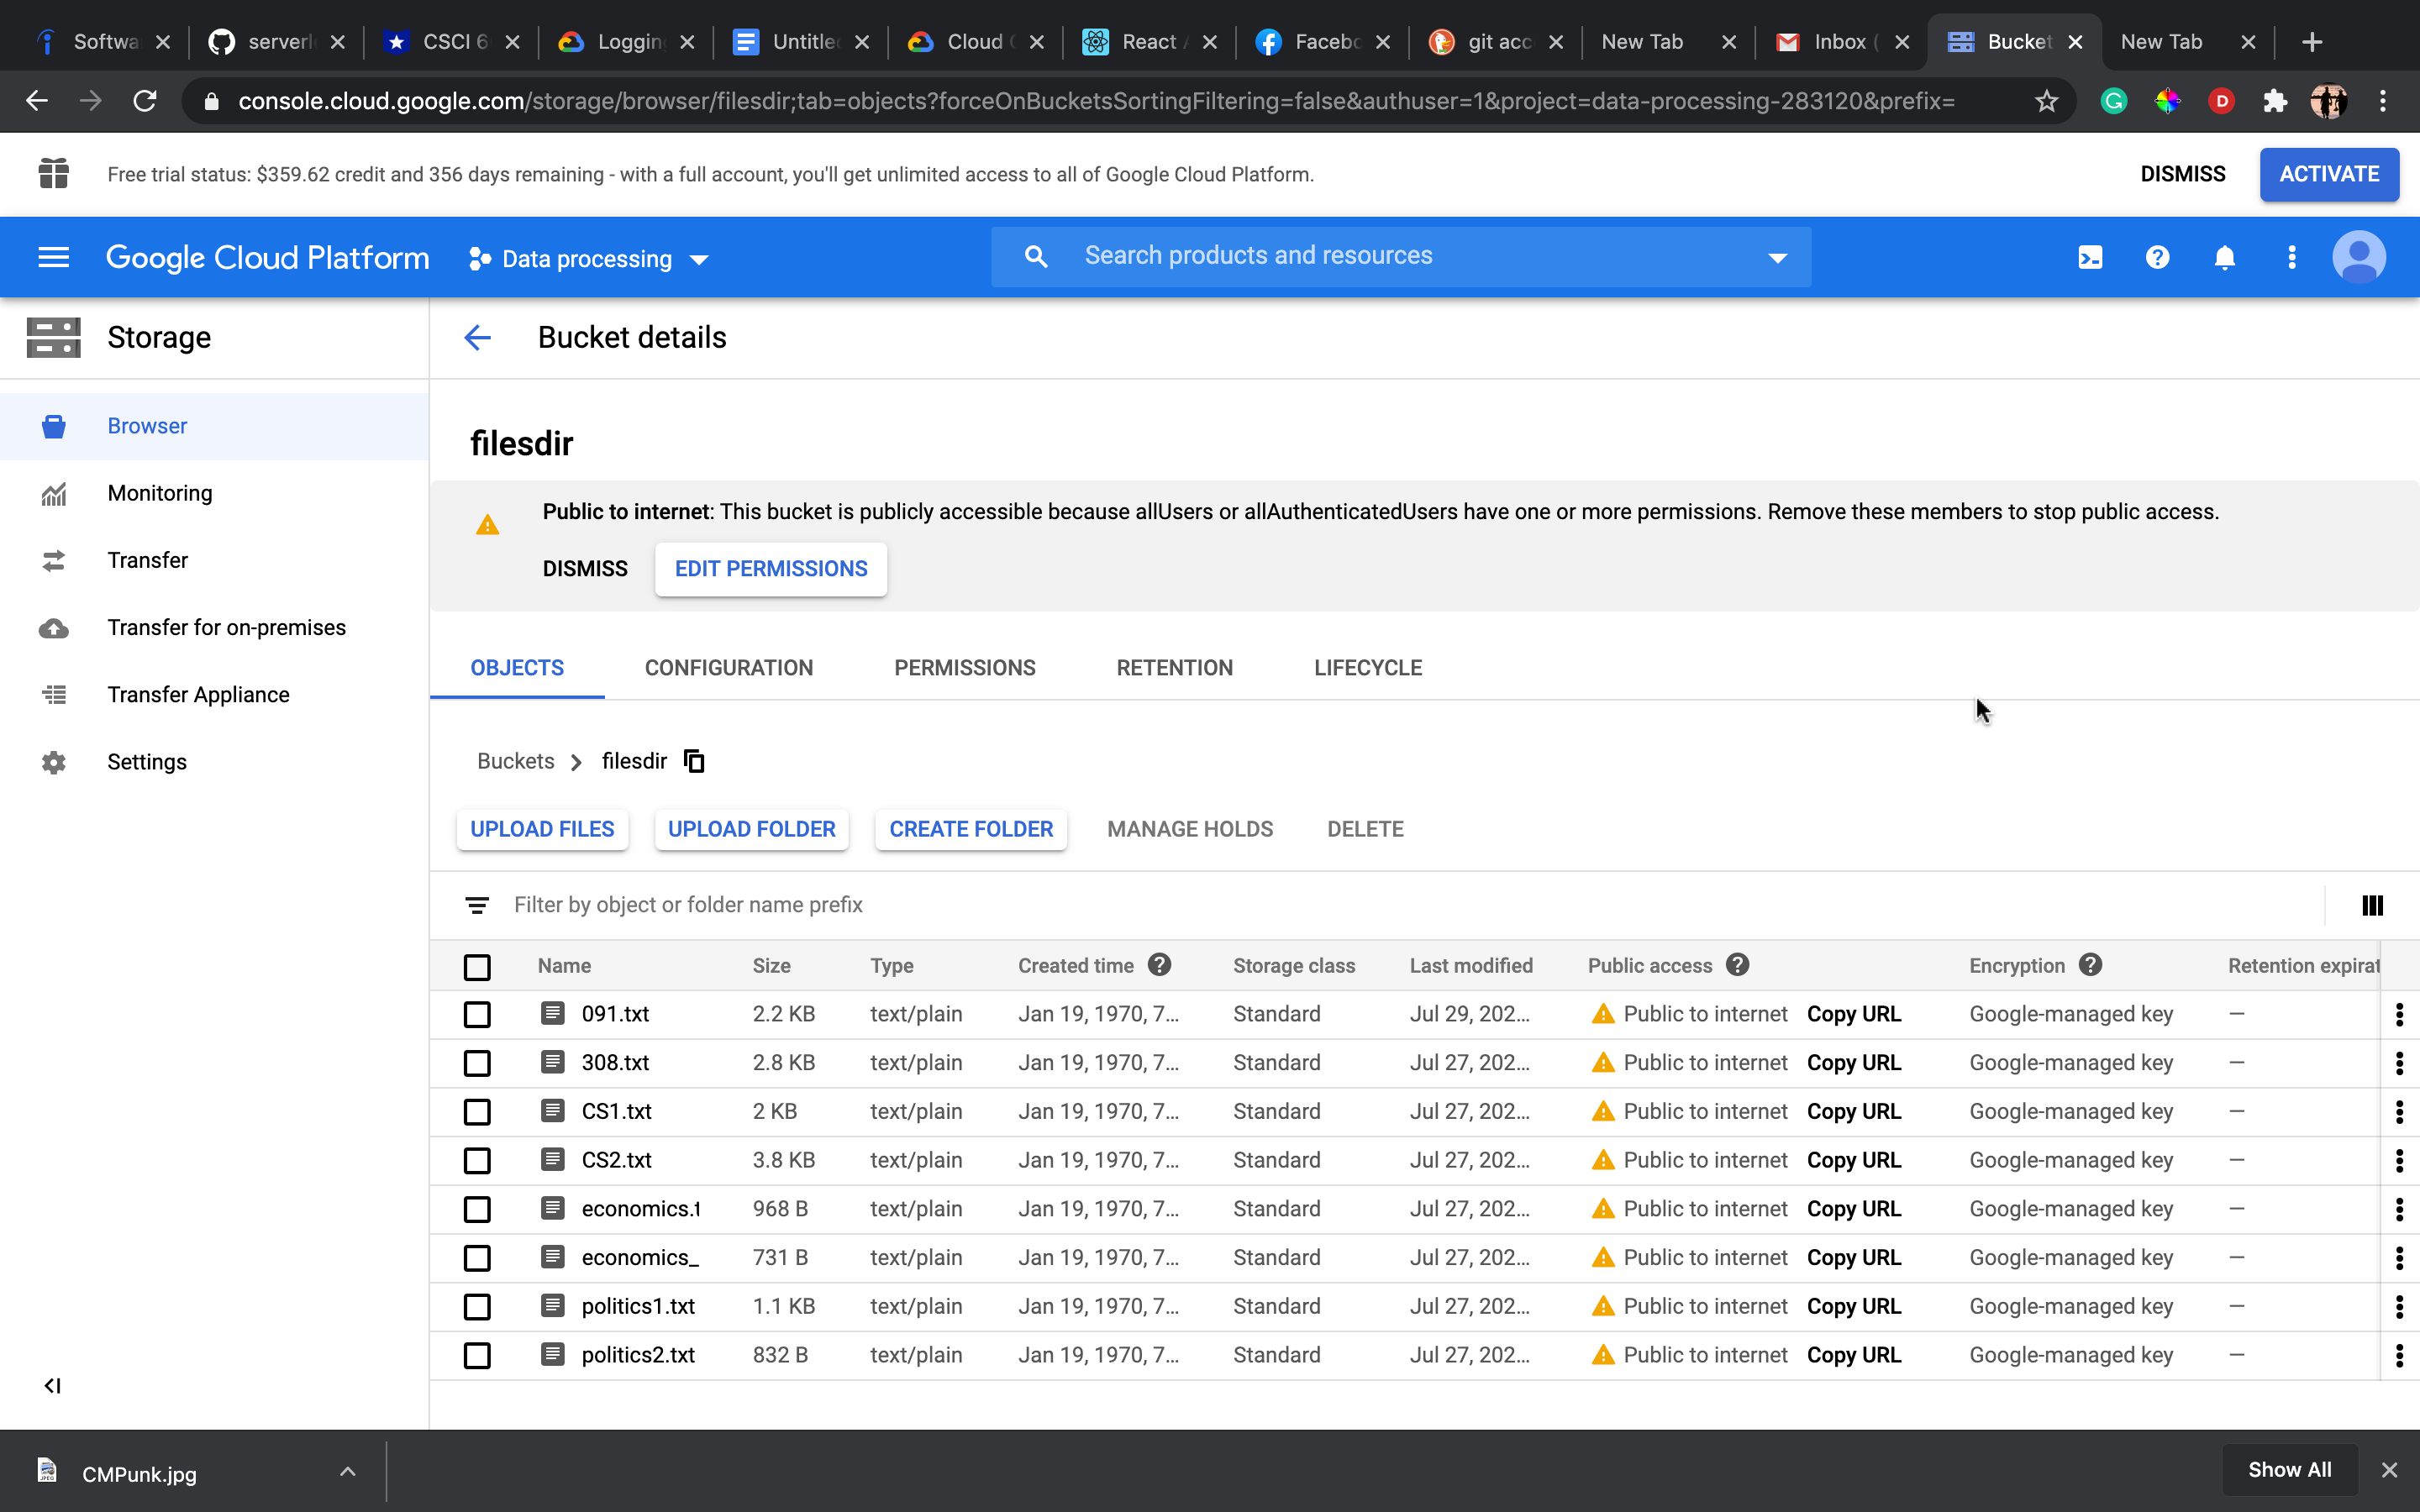 Softwa
serverl
CSCI 6
Loggin
Untitle
Cloud
React
Facebo
git acc
New Tab
Inbox (
Bucket
New Tab
console.cloud.google.com/storage/browser/filesdir;tab=objects?forceOnBucketsSortingFiltering=false&authuser=1&project=data-processing-283120&prefix=
Free trial status: $359.62 credit and 356 days remaining - with a full account, you'll get unlimited access to all of Google Cloud Platform.
DISMISS
ACTIVATE
Google Cloud Platform
Data processing
Search products and resources
Storage
Bucket details
Browser
Monitoring
Transfer
Transfer for on-premises
Transfer Appliance
Settings
filesdir
Public to internet: This bucket is publicly accessible because allUsers or allAuthenticatedUsers have one or more permissions. Remove these members to stop public access.
DISMISS
EDIT PERMISSIONS
OBJECTS CONFIGURATION PERMISSIONS RETENTION LIFECYCLE
Buckets > filesdir
UPLOAD FILES UPLOAD FOLDER CREATE FOLDER MANAGE HOLDS DELETE
Filter by object or folder name prefix
Name Size Type Created time Storage class Last modified Public access Encryption Retention expirat
091.txt 2.2 KB text/plain Jan 19, 1970, 7... Standard Jul 29, 202... Public to internet Copy URL Google-managed key —
308.txt 2.8 KB text/plain Jan 19, 1970, 7... Standard Jul 27, 202... Public to internet Copy URL Google-managed key —
CS1.txt 2 KB text/plain Jan 19, 1970, 7... Standard Jul 27, 202... Public to internet Copy URL Google-managed key —
CS2.txt 3.8 KB text/plain Jan 19, 1970, 7... Standard Jul 27, 202... Public to internet Copy URL Google-managed key —
economics.t 968 B text/plain Jan 19, 1970, 7... Standard Jul 27, 202... Public to internet Copy URL Google-managed key —
economics_ 731 B text/plain Jan 19, 1970, 7... Standard Jul 27, 202... Public to internet Copy URL Google-managed key —
politics1.txt 1.1 KB text/plain Jan 19, 1970, 7... Standard Jul 27, 202... Public to internet Copy URL Google-managed key —
politics2.txt 832 B text/plain Jan 19, 1970, 7... Standard Jul 27, 202... Public to internet Copy URL Google-managed key —
CMPunk.jpg
Show All